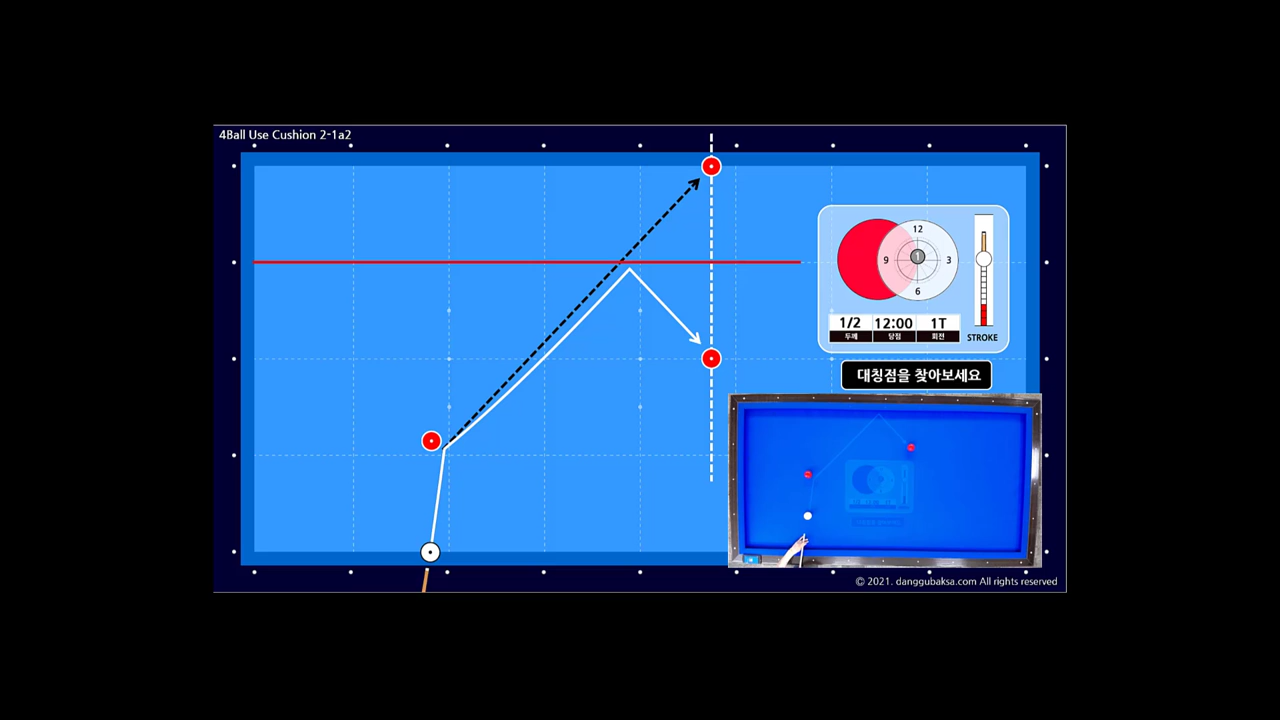 4Ball Use Cushion 2-1a2
12
9
1
3
6
1/2 12:00 1T
두께 당점 회전
STROKE
대칭점을 찾아보세요
© 2021. danggubaksa.com All rights reserved